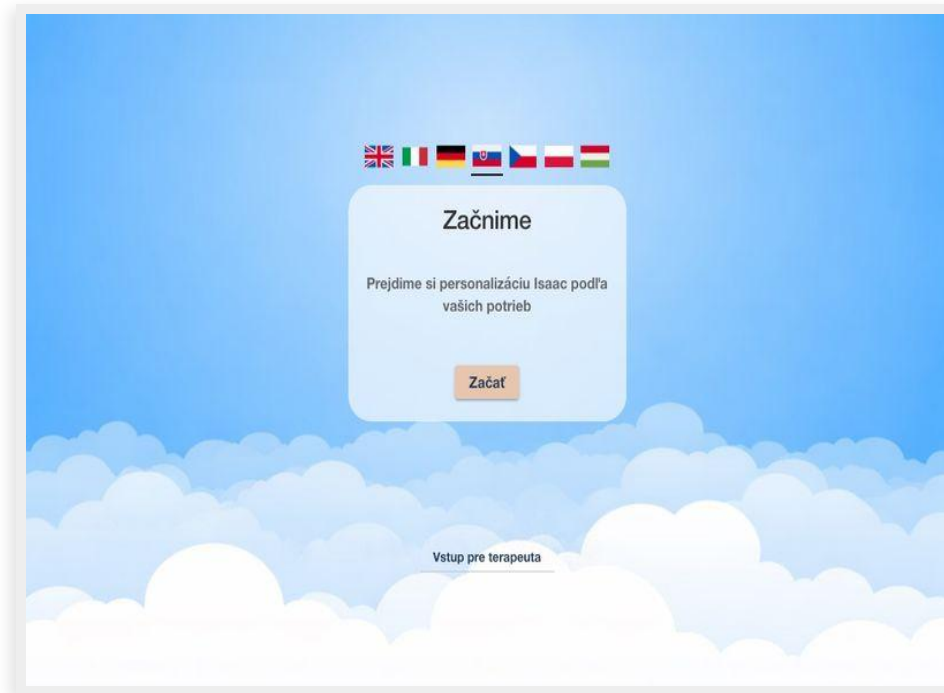 Začnime
Prejdime si personalizáciu Isaac podľa
vašich potrieb
Začať
Vstup pre terapeuta